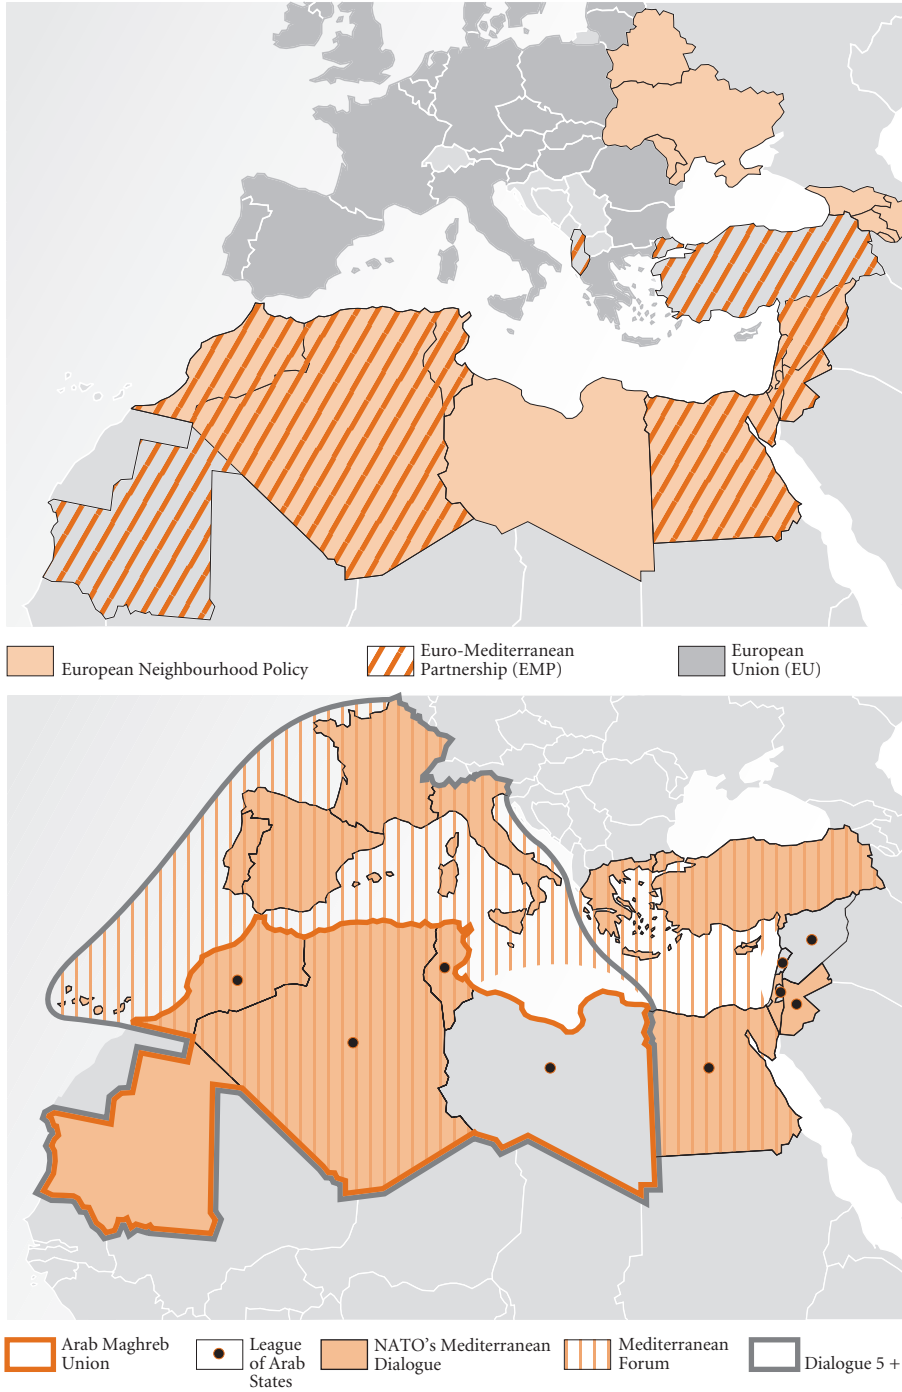 European Neighbourhood Policy
Euro-Mediterranean
Partnership (EMP)
European
Union (EU)
Arab Maghreb
Union
League
of Arab
States
NATO's Mediterranean
Dialogue
Mediterranean
Forum
Dialogue 5 +